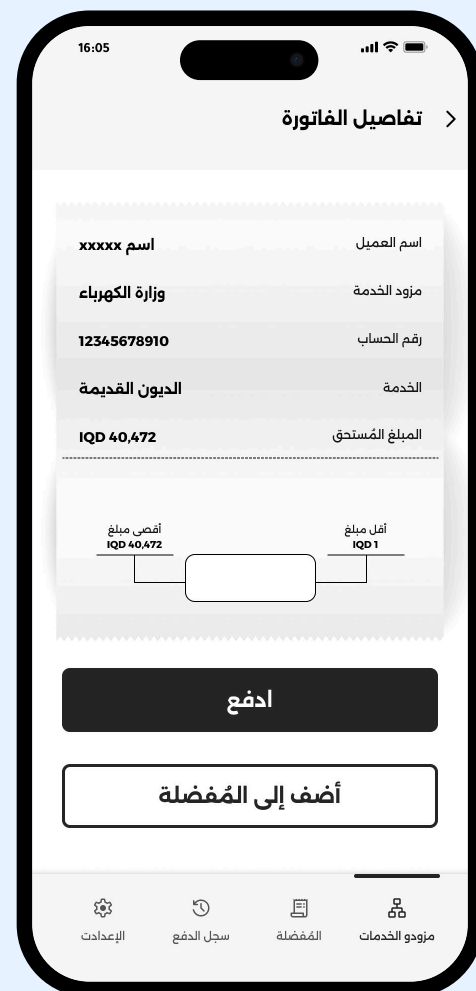 16:05
تفاصيل الفاتورة
اسم العميل اسم xxxxx
مزود الخدمة وزارة الكهرباء
رقم الحساب 12345678910
الخدمة الديون القديمة
المبلغ المُستحق IQD 40,472
أقل مبلغ أقصى مبلغ
IQD 1 IQD 40,472
ادفع
أضف إلى المُفضلة
مزودو الخدمات المُفضلة سجل الدفع الإعدادت